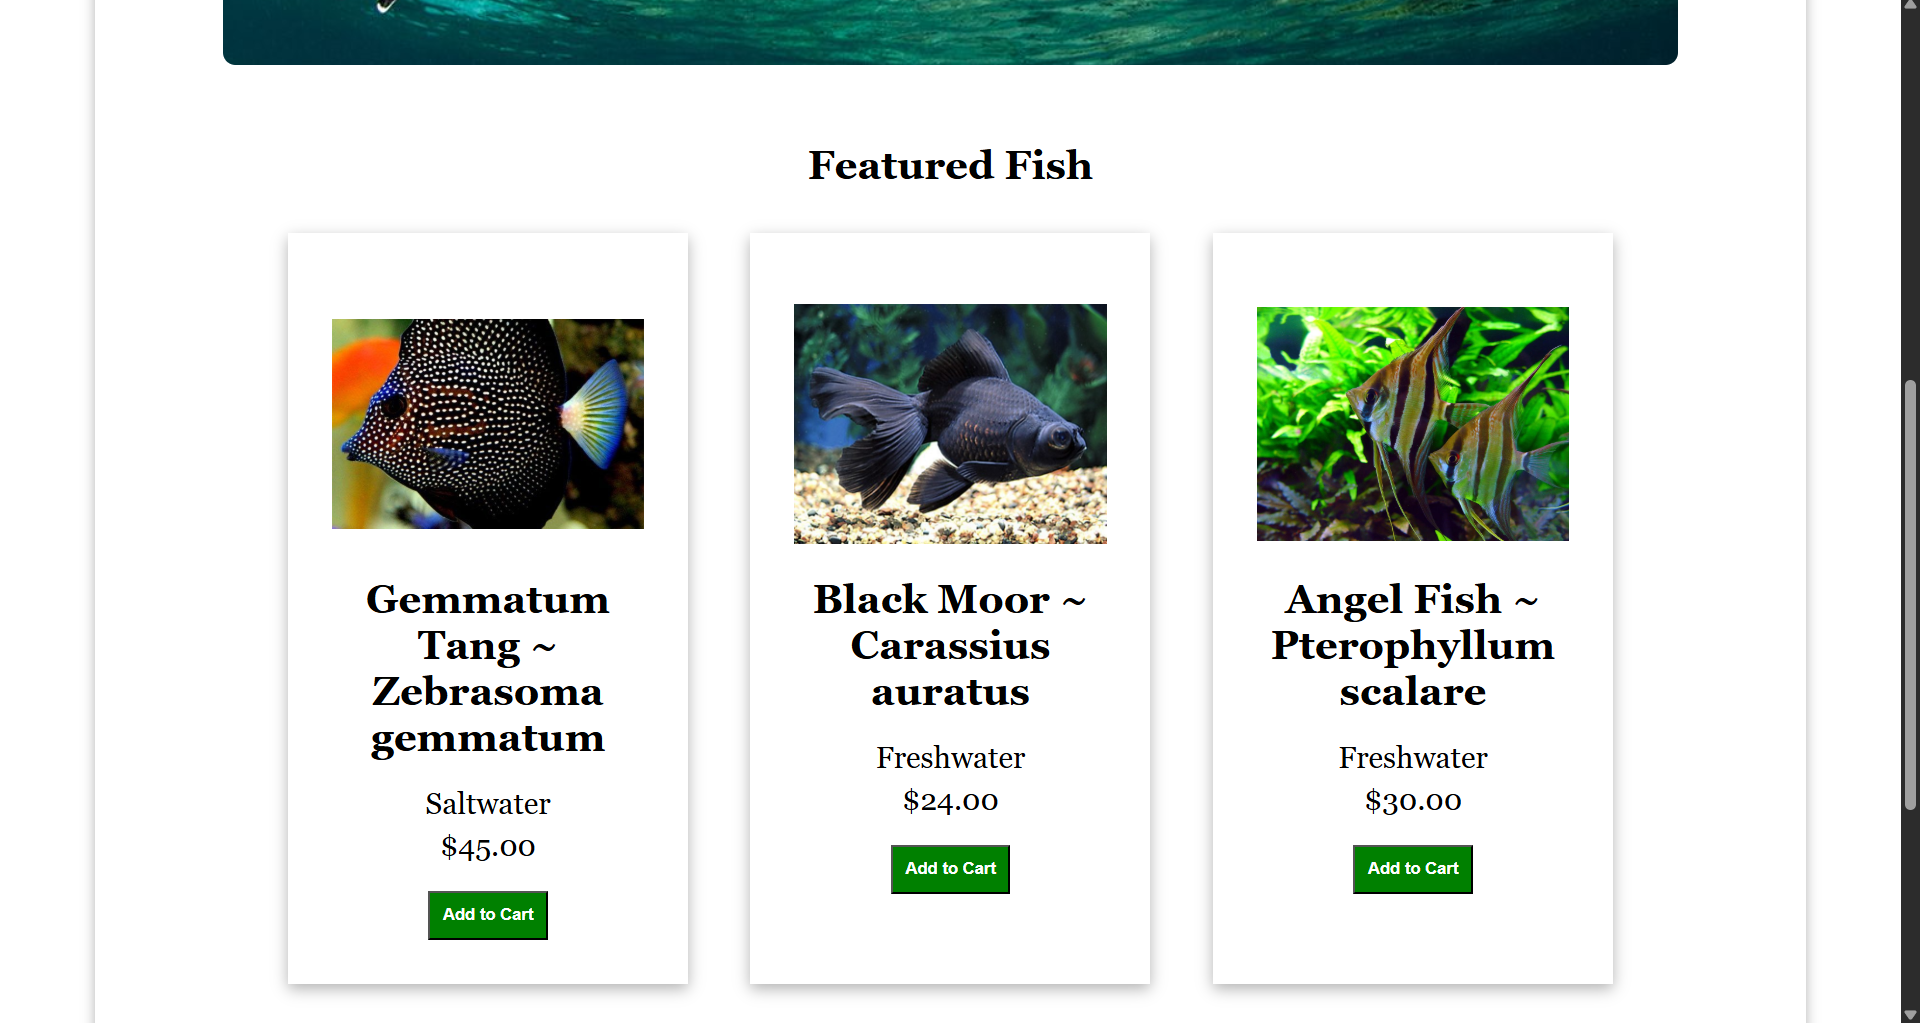 Featured Fish
Gemmatum
Tang ~
Zebrasoma
gemmatum
Saltwater
$45.00
Add to Cart
Black Moor ~
Carassius
auratus
Freshwater
$24.00
Add to Cart
Angel Fish ~
Pterophyllum
scalare
Freshwater
$30.00
Add to Cart